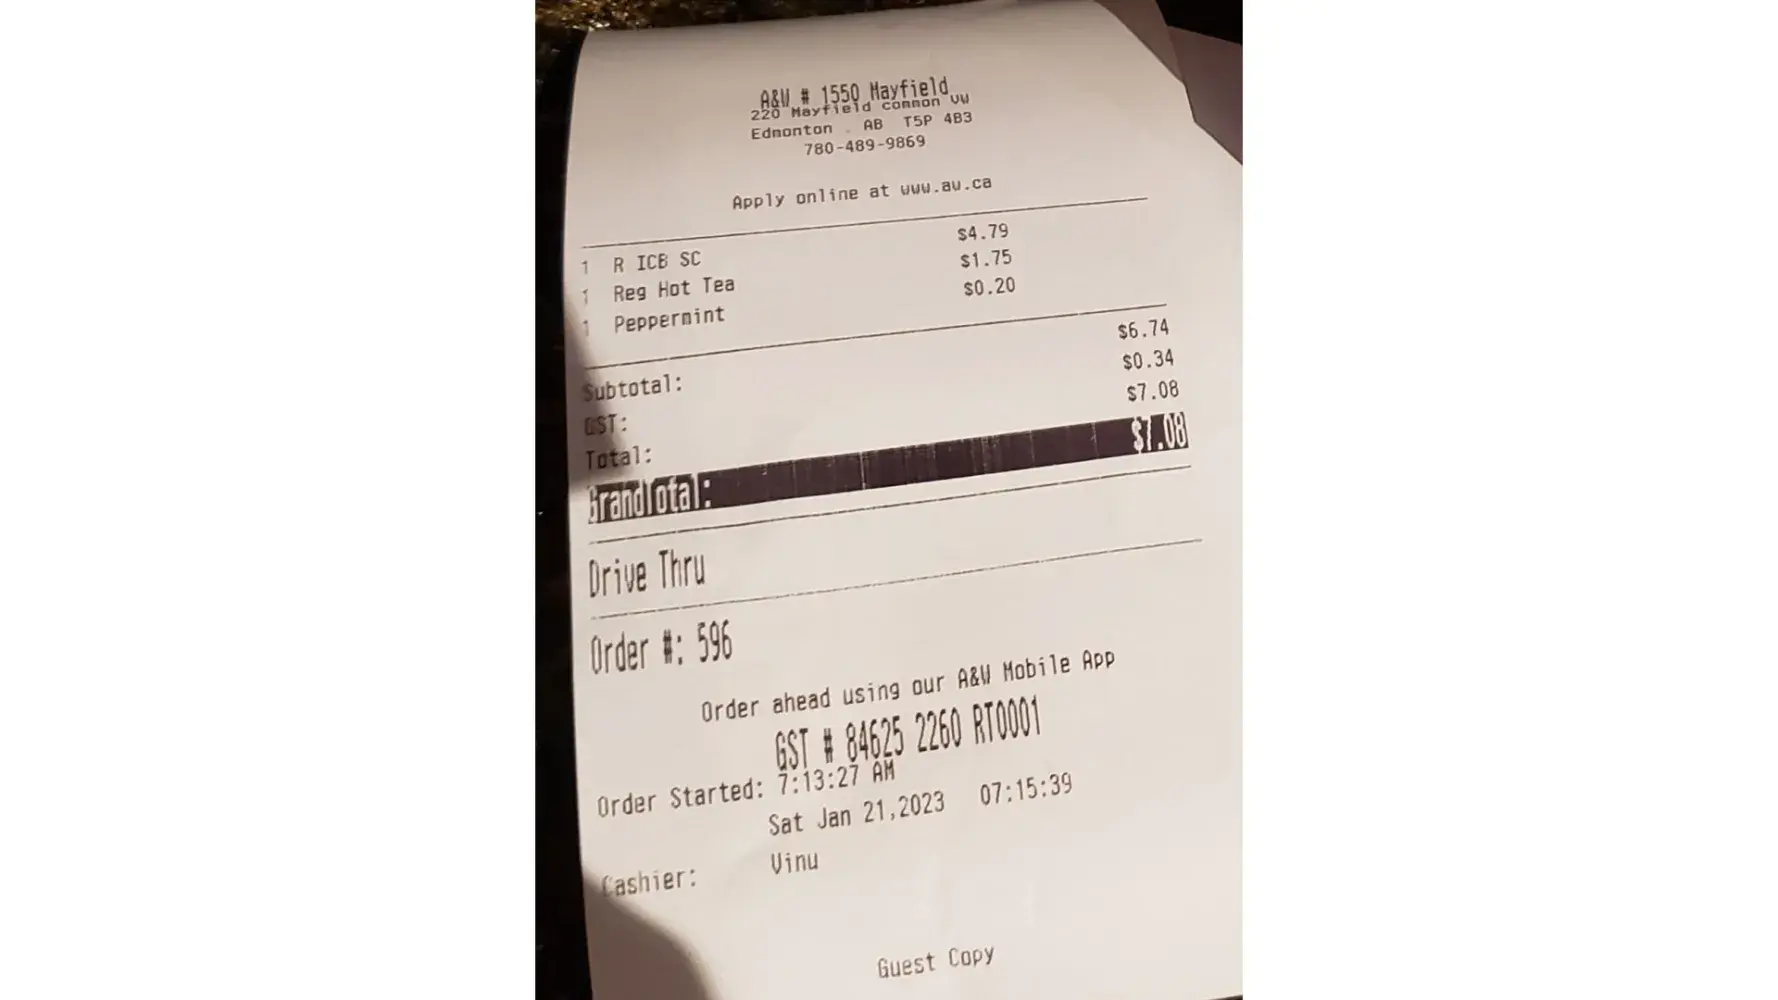 A&W # 1550 Mayfield
220 Mayfield common NW
Edmonton . AB T5P 4B3
780-489-9869
Apply online at www.aw.ca
1 R ICB SC $4.79
1 Reg Hot Tea $1.75
1 Peppermint $0.20
Subtotal: $6.74
GST: $0.34
Total: $7.08
GrandTotal: $7.08
Drive Thru
Order #: 596
Order ahead using our A&W Mobile App
GST # 84625 2260 RT0001
Order Started: 7:13:27 AM
Sat Jan 21,2023 07:15:39
Cashier: Vinu
Guest Copy